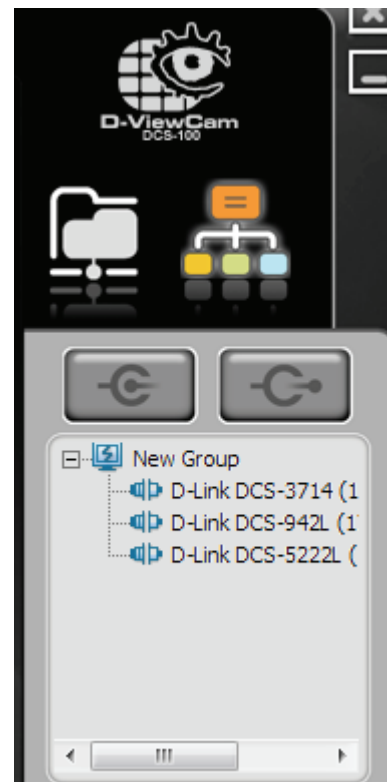 D-ViewCam
DCS-100
New Group
D-Link DCS-3714 (1
D-Link DCS-942L (1
D-Link DCS-5222L (